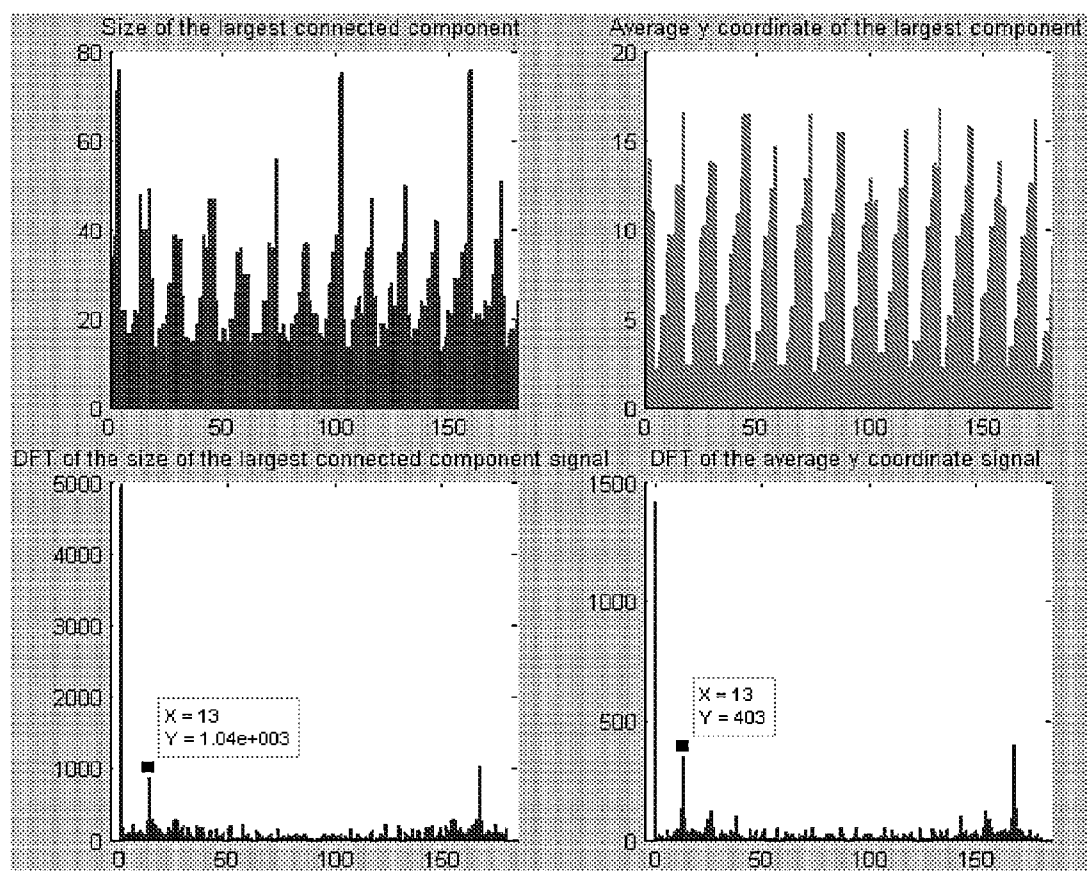 Size of the largest connected component
80
60
40
20
0
0 50 100 150
Average y coordinate of the largest component
20
15
10
5
0
0 50 100 150
DFT of the size of the largest connected component signal
5000
4000
3000
2000
1000
0
X = 13
Y = 1.04e+003
0 50 100 150
DFT of the average y coordinate signal
1500
1000
500
0
X = 13
Y = 403
0 50 100 150